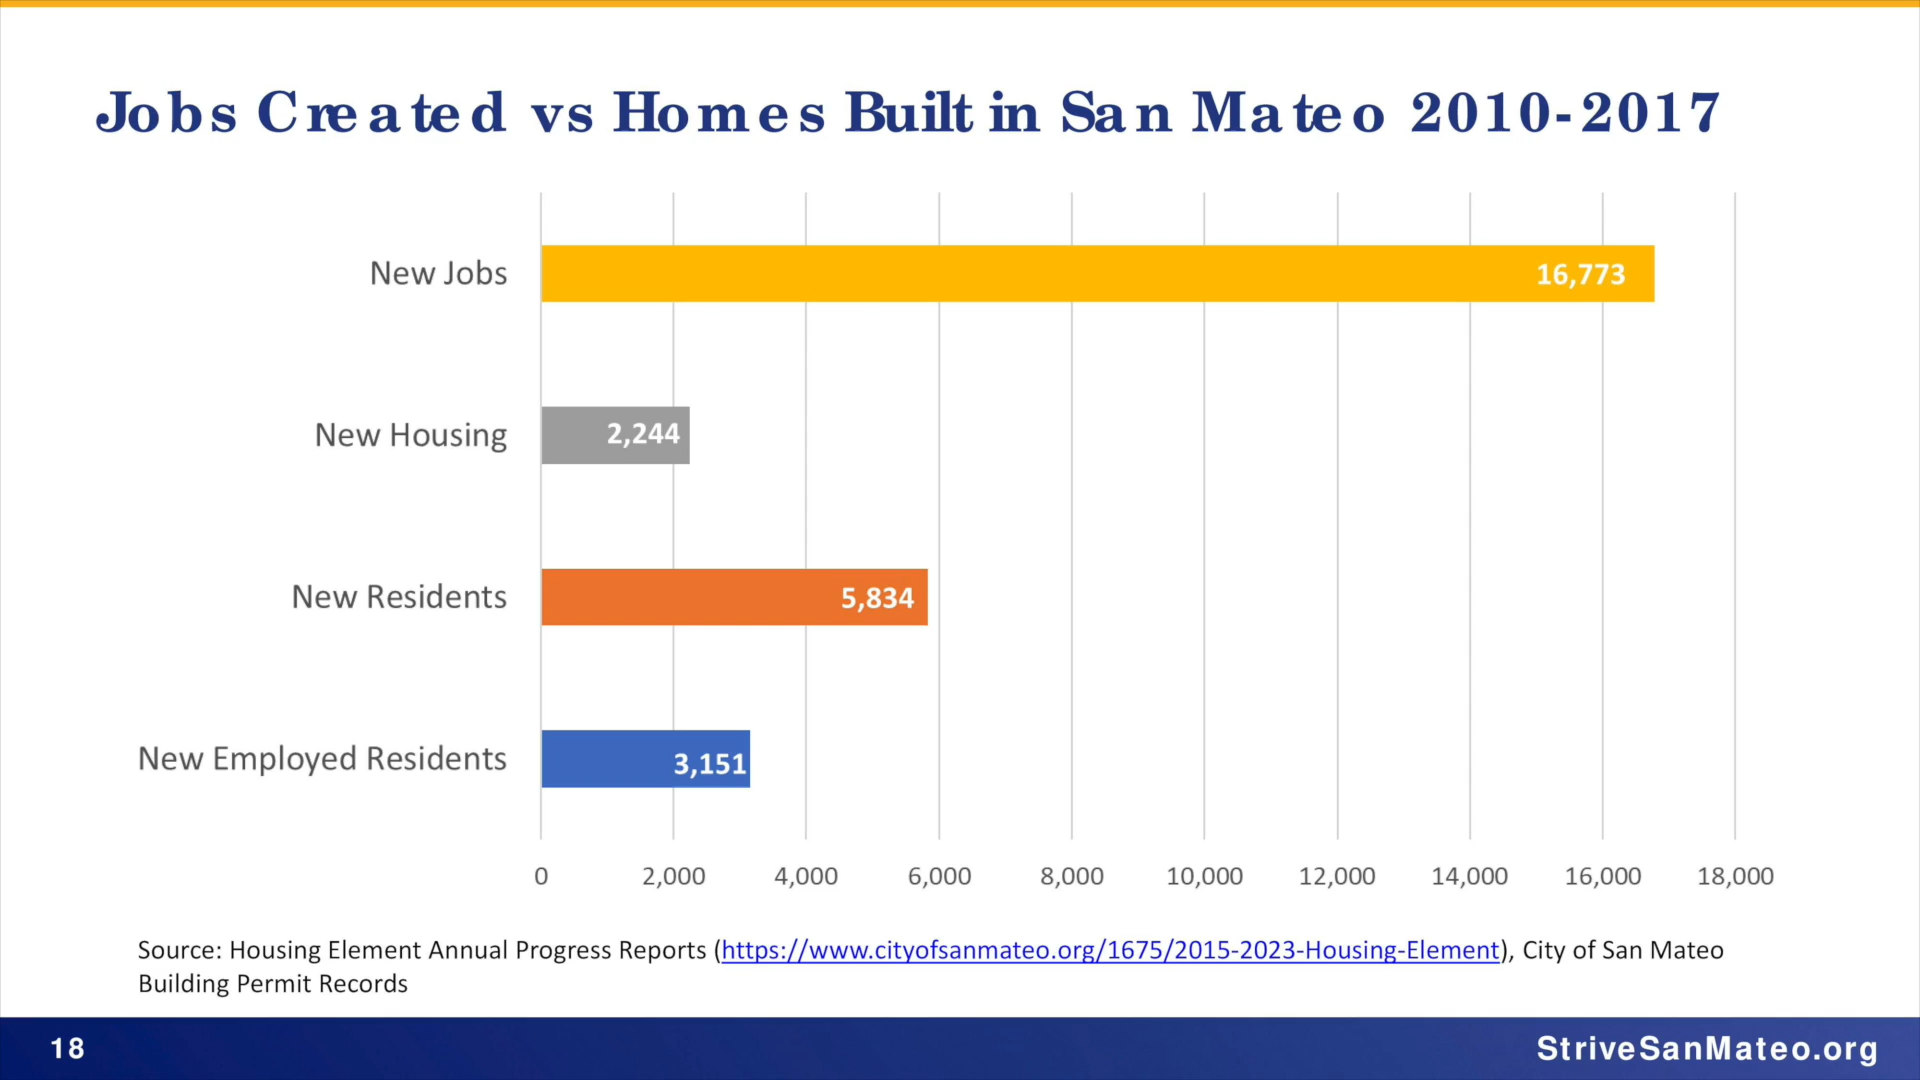 Jobs Created vs Homes Built in San Mateo 2010-2017
New Jobs
16,773
New Housing
2,244
New Residents
5,834
New Employed Residents
3,151
0 2,000 4,000 6,000 8,000 10,000 12,000 14,000 16,000 18,000
Source: Housing Element Annual Progress Reports (https://www.cityofsanmateo.org/1675/2015-2023-Housing-Element), City of San Mateo
Building Permit Records
18
StriveSanMateo.org